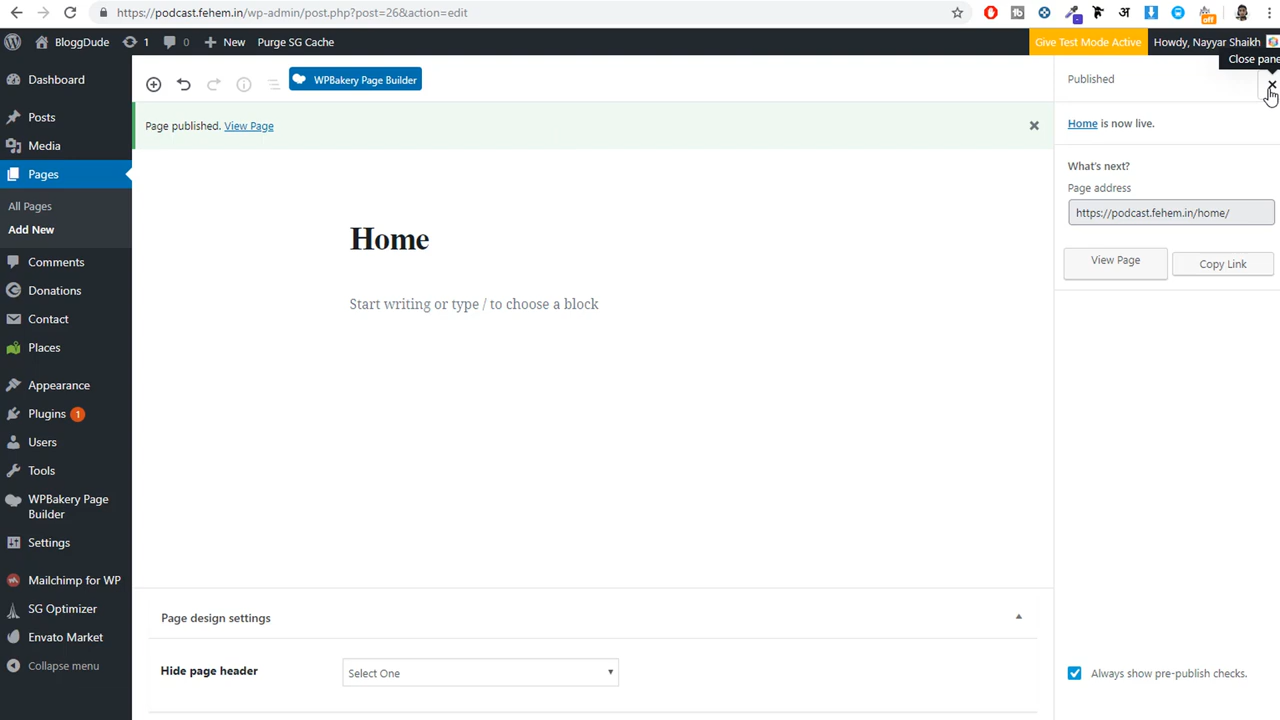 https://podcast.fehem.in/wp-admin/post.php?post=26&action=edit
off
BloggDude
1
0
New
Purge SG Cache
Give Test Mode Active
Howdy, Nayyar Shaikh
Close pane
Dashboard
Posts
Media
Pages
All Pages
Add New
Comments
Donations
Contact
Places
Appearance
Plugins 1
Users
Tools
WPBakery Page
Builder
Settings
Mailchimp for WP
SG Optimizer
Envato Market
Collapse menu
WPBakery Page Builder
Page published. View Page
Home
Start writing or type / to choose a block
Page design settings
Hide page header
Select One
Published
Home is now live.
What's next?
Page address
https://podcast.fehem.in/home/
View Page
Copy Link
Always show pre-publish checks.